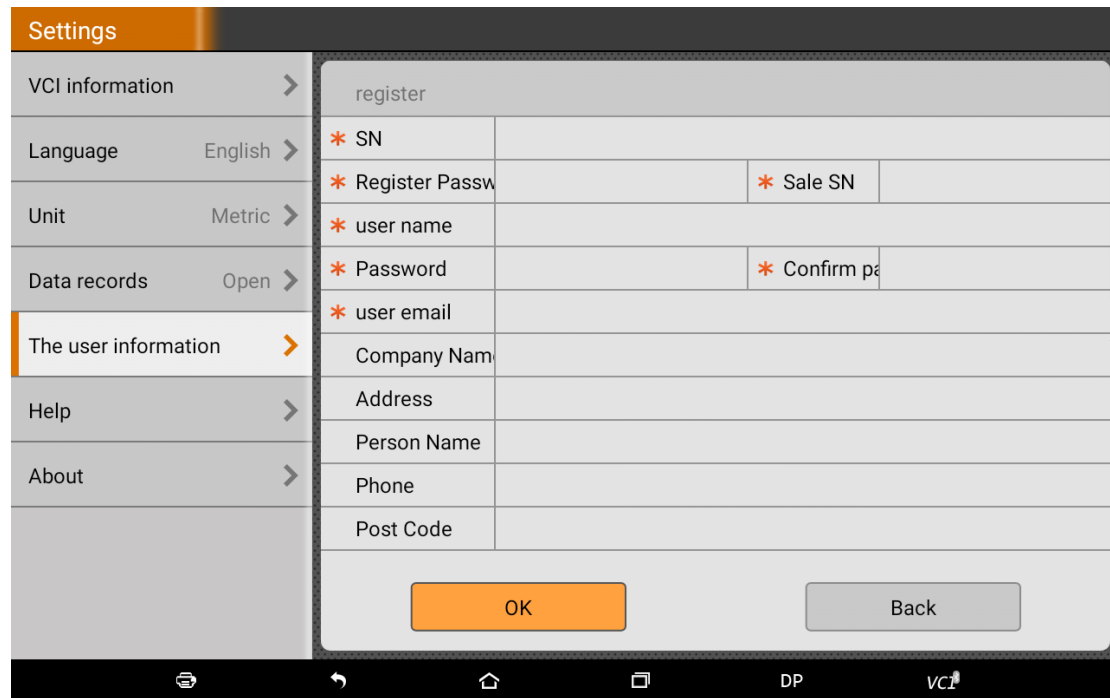 Settings
VCI information
Language English
Unit Metric
Data records Open
The user information
Help
About
register
* SN
* Register Passw
* Sale SN
* user name
* Password
* Confirm pa
* user email
Company Nam
Address
Person Name
Phone
Post Code
OK
Back
DP
VCI